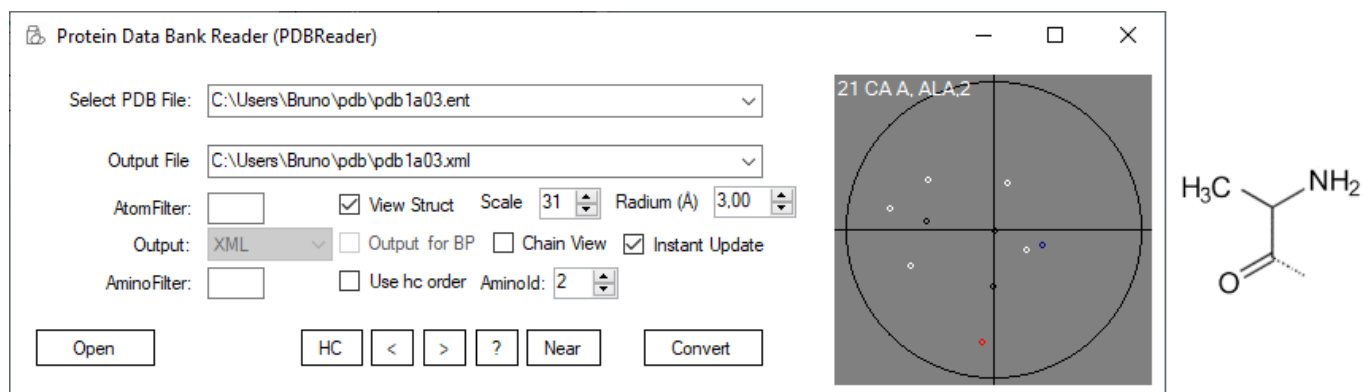 Protein Data Bank Reader (PDBReader)
Select PDB File: C:\Users\Bruno\pdb\pdb1a03.ent
Output File C:\Users\Bruno\pdb\pdb1a03.xml
AtomFilter: View Struct Scale 31 Radium (Å) 3,00
Output: XML Output for BP Chain View Instant Update
AminoFilter: Use hc order AminoId: 2
Open HC < > ? Near Convert
21 CA A, ALA,2
H₃C NH₂
O